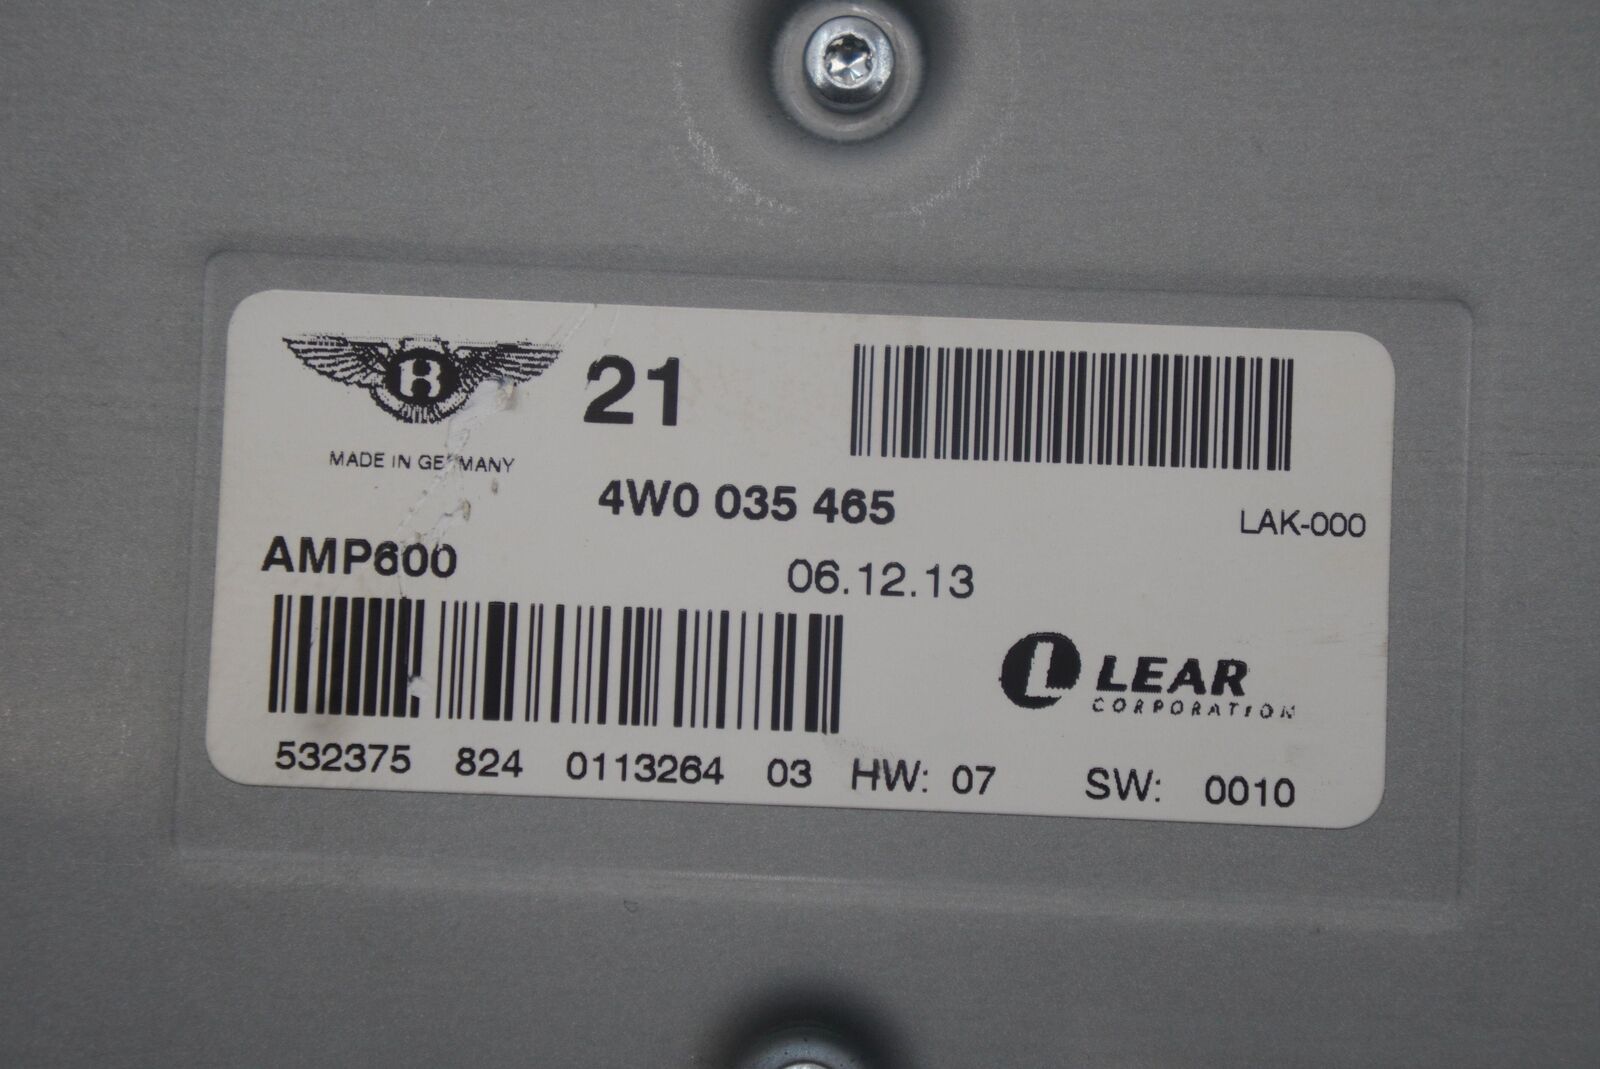 B 21
MADE IN GERMANY
4W0 035 465
LAK-000
AMP600
06.12.13
L LEAR
CORPORATION
532375 824 0113264 03 HW: 07 SW: 0010